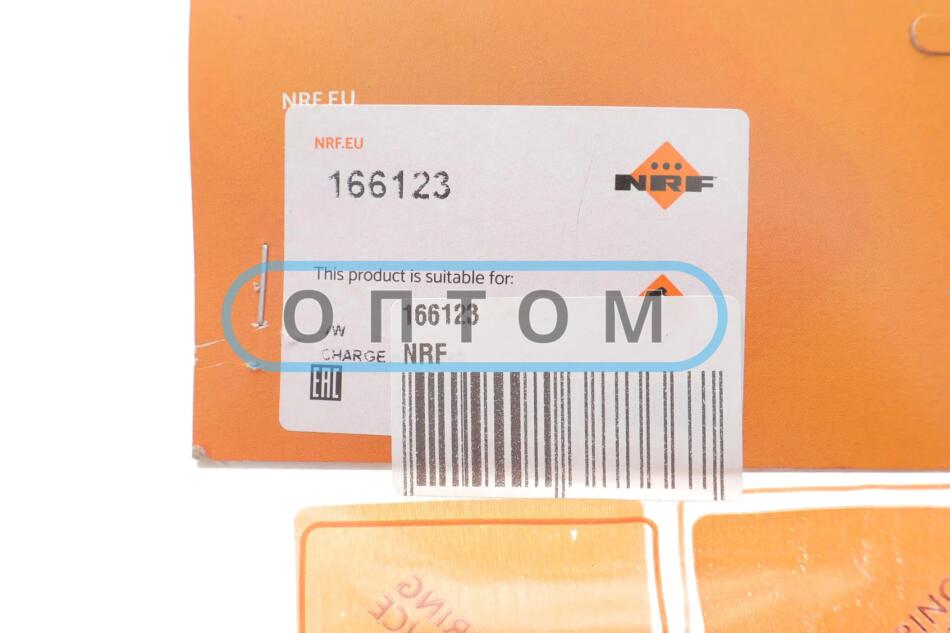 NRF.EU
NRF.EU
166123
NRF
This product is suitable for:
ОПТОМ
166123
NRF
CHARGE
EAC